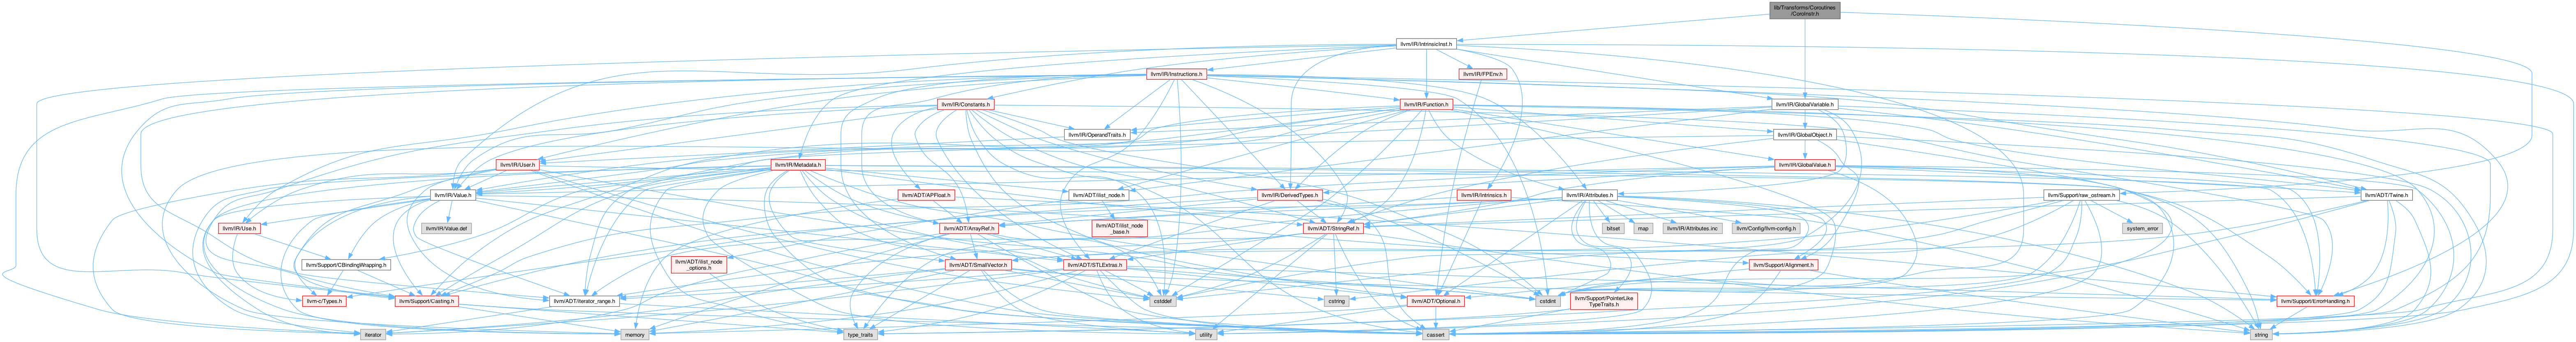 lib/Transforms/Coroutines
/CoroInstr.h
llvm/IR/IntrinsicInst.h
llvm/IR/Instructions.h
llvm/IR/FPEnv.h
llvm/IR/Constants.h
llvm/IR/Function.h
llvm/IR/GlobalVariable.h
llvm/IR/OperandTraits.h
llvm/IR/GlobalObject.h
llvm/IR/User.h
llvm/IR/Metadata.h
llvm/IR/GlobalValue.h
llvm/IR/Value.h
llvm/ADT/APFloat.h
llvm/ADT/ilist_node.h
llvm/IR/DerivedTypes.h
llvm/IR/Intrinsics.h
llvm/IR/Attributes.h
llvm/Support/raw_ostream.h
llvm/ADT/Twine.h
llvm/IR/Use.h
llvm/IR/Value.def
llvm/ADT/ArrayRef.h
llvm/ADT/ilist_node
_base.h
llvm/ADT/StringRef.h
bitset
map
llvm/IR/Attributes.inc
llvm/Config/llvm-config.h
system_error
llvm/Support/CBindingWrapping.h
llvm/ADT/ilist_node
_options.h
llvm/ADT/SmallVector.h
llvm/ADT/STLExtras.h
llvm/Support/Alignment.h
llvm-c/Types.h
llvm/Support/Casting.h
llvm/ADT/iterator_range.h
cstddef
cstring
llvm/ADT/Optional.h
cstdint
llvm/Support/PointerLike
TypeTraits.h
llvm/Support/ErrorHandling.h
iterator
memory
type_traits
utility
cassert
string